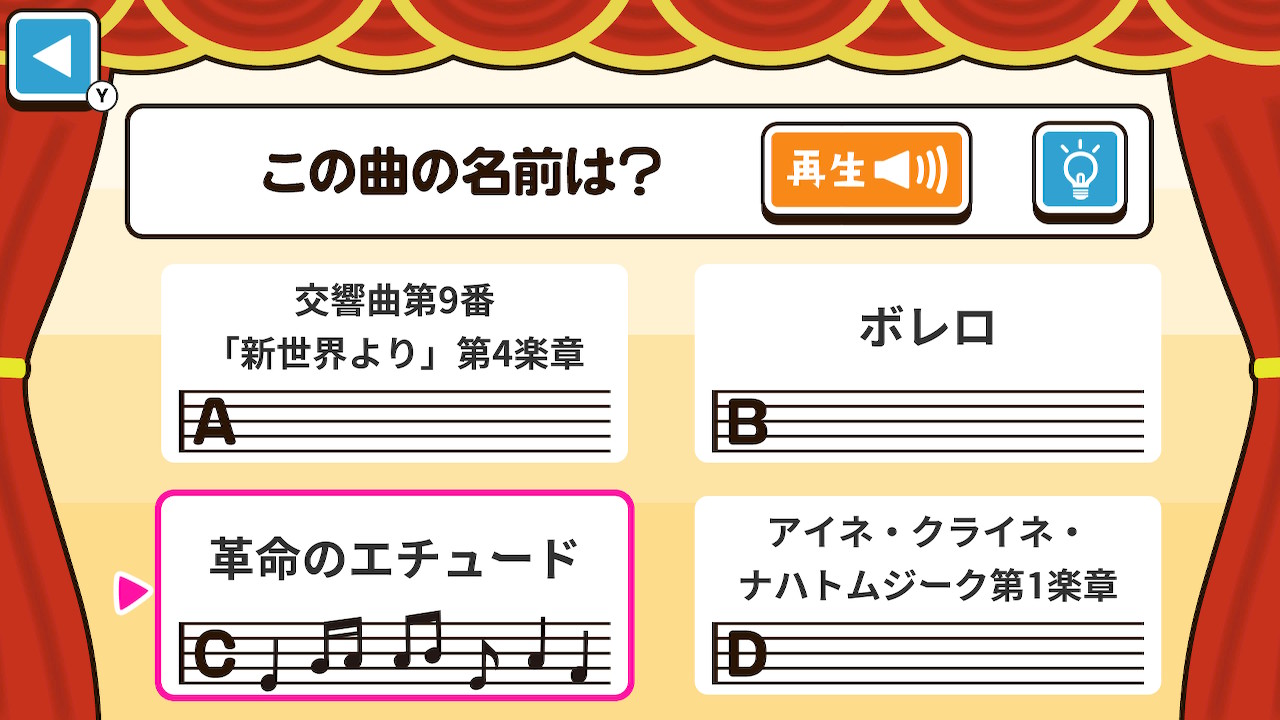 Y
この曲の名前は?
再生
交響曲第9番
「新世界より」第4楽章
A
ボレロ
B
革命のエチュード
C
アイネ・クライネ・
ナハトムジーク第1楽章
D